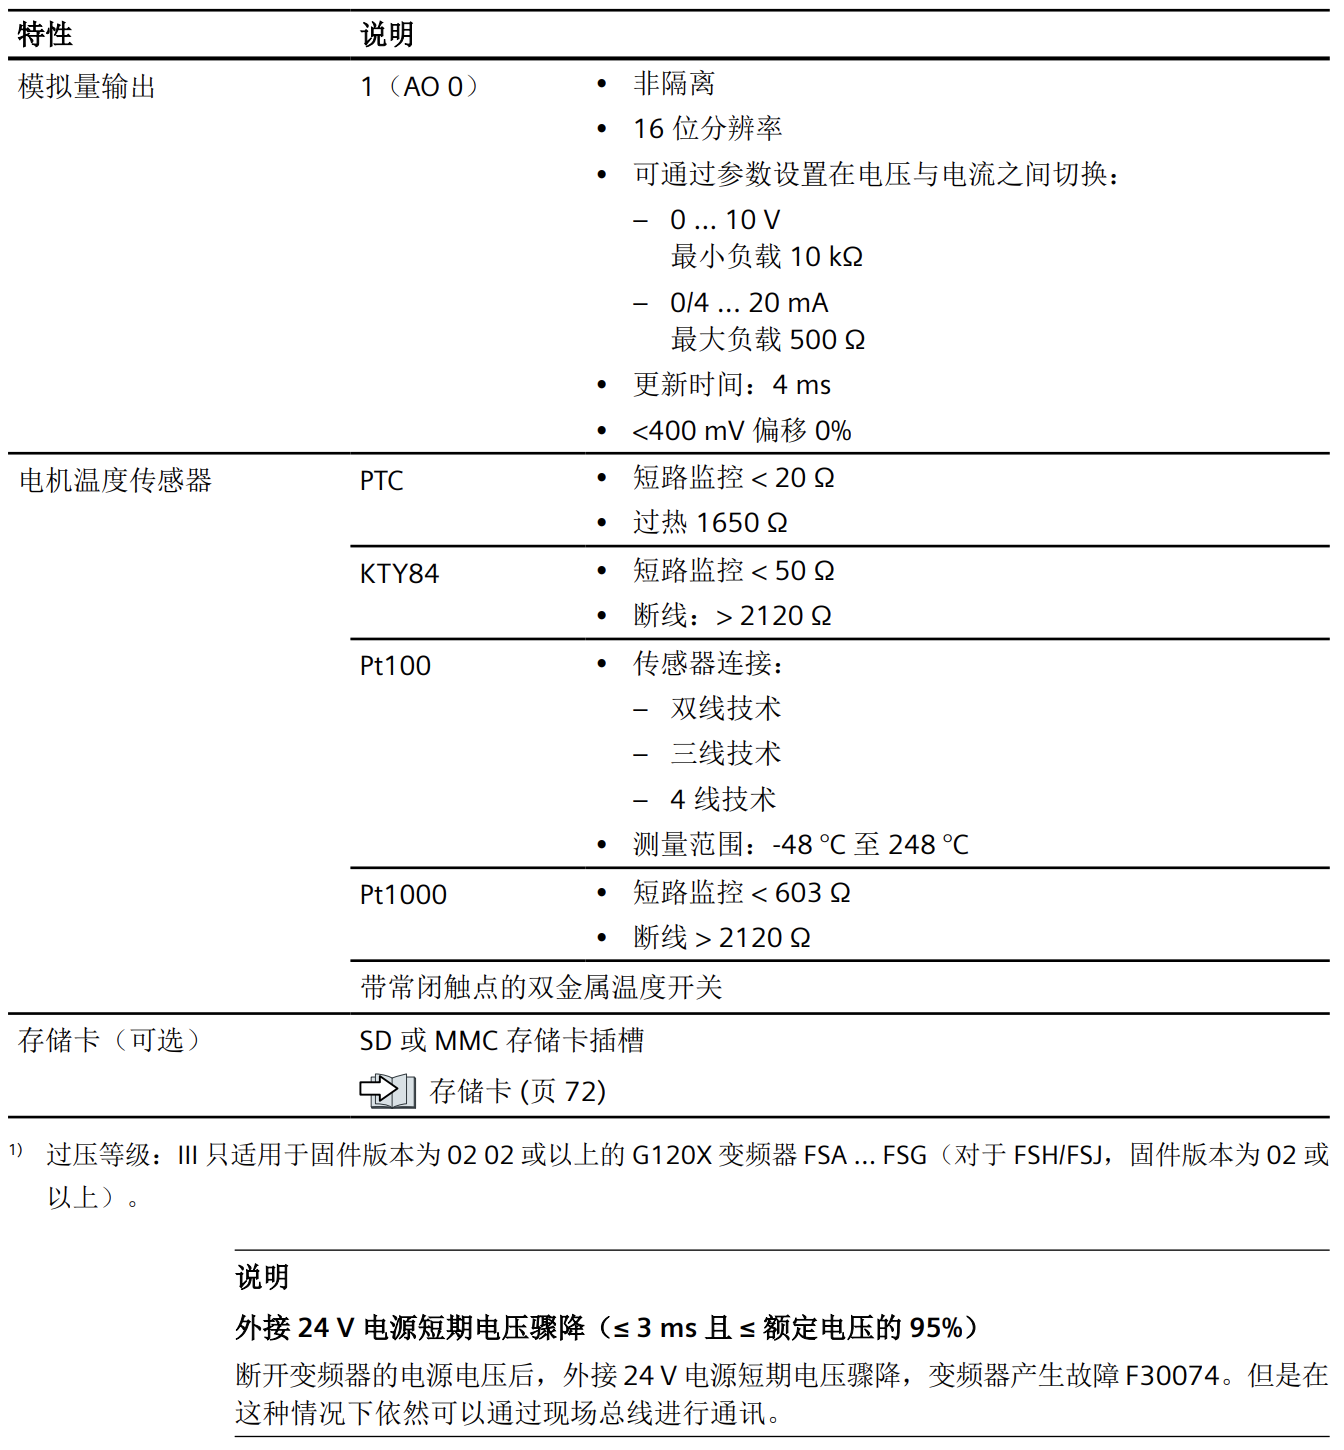 特性 说明
模拟量输出 1（AO 0） • 非隔离
• 16 位分辨率
• 可通过参数设置在电压与电流之间切换：
– 0 … 10 V
最小负载 10 kΩ
– 0/4 … 20 mA
最大负载 500 Ω
• 更新时间：4 ms
• <400 mV 偏移 0%
电机温度传感器 PTC • 短路监控 < 20 Ω
• 过热 1650 Ω
KTY84 • 短路监控 < 50 Ω
• 断线：> 2120 Ω
Pt100 • 传感器连接：
– 双线技术
– 三线技术
– 4 线技术
• 测量范围：-48 °C 至 248 °C
Pt1000 • 短路监控 < 603 Ω
• 断线 > 2120 Ω
带常闭触点的双金属温度开关
存储卡（可选） SD 或 MMC 存储卡插槽
存储卡 (页 72)
1) 过压等级：III 只适用于固件版本为 02 02 或以上的 G120X 变频器 FSA … FSG（对于 FSH/FSJ，固件版本为 02 或
以上）。
说明
外接 24 V 电源短期电压骤降（≤ 3 ms 且 ≤ 额定电压的 95%）
断开变频器的电源电压后，外接 24 V 电源短期电压骤降，变频器产生故障 F30074。但是在
这种情况下依然可以通过现场总线进行通讯。